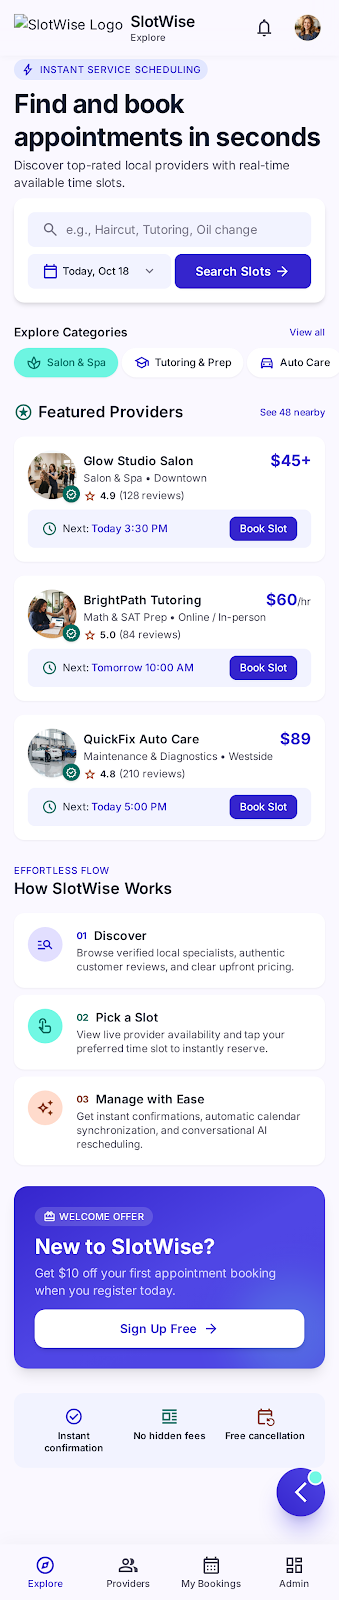 SlotWise Logo
SlotWise
Explore
INSTANT SERVICE SCHEDULING
Find and book
appointments in seconds
Discover top-rated local providers with real-time
available time slots.
e.g., Haircut, Tutoring, Oil change
Today, Oct 18
Search Slots →
Explore Categories
View all
Salon & Spa
Tutoring & Prep
Auto Care
Featured Providers
See 48 nearby
Glow Studio Salon
$45+
Salon & Spa • Downtown
4.9 (128 reviews)
Next: Today 3:30 PM
Book Slot
BrightPath Tutoring
$60/hr
Math & SAT Prep • Online / In-person
5.0 (84 reviews)
Next: Tomorrow 10:00 AM
Book Slot
QuickFix Auto Care
$89
Maintenance & Diagnostics • Westside
4.8 (210 reviews)
Next: Today 5:00 PM
Book Slot
EFFORTLESS FLOW
How SlotWise Works
01 Discover
Browse verified local specialists, authentic
customer reviews, and clear upfront pricing.
02 Pick a Slot
View live provider availability and tap your
preferred time slot to instantly reserve.
03 Manage with Ease
Get instant confirmations, automatic calendar
synchronization, and conversational AI
rescheduling.
WELCOME OFFER
New to SlotWise?
Get $10 off your first appointment booking
when you register today.
Sign Up Free →
Instant
confirmation
No hidden fees
Free cancellation
Explore
Providers
My Bookings
Admin